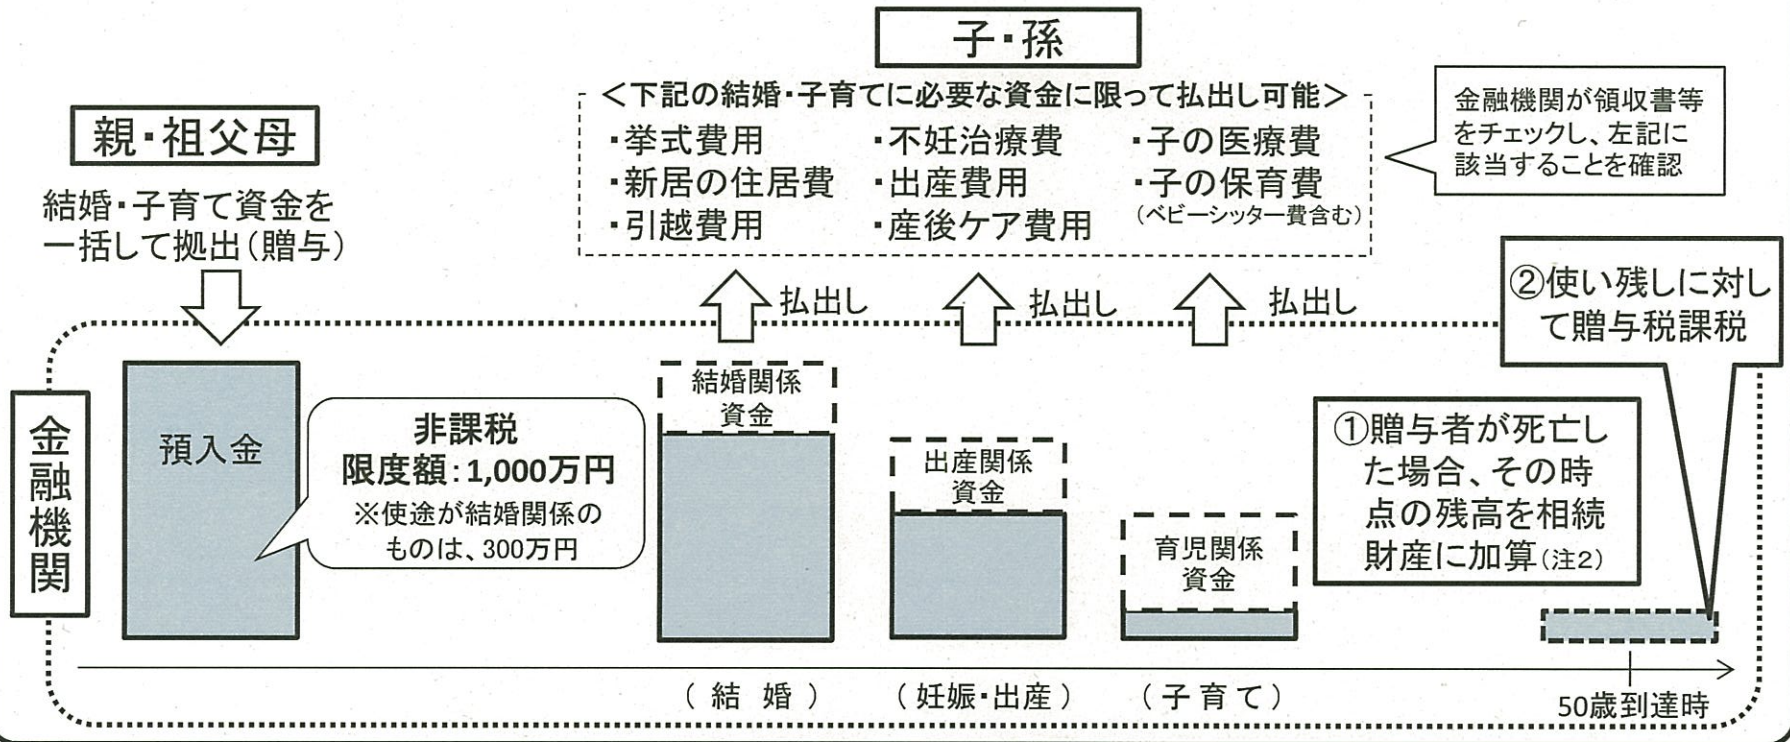 子・孫
＜下記の結婚・子育てに必要な資金に限って払出し可能＞
・挙式費用
・新居の住居費
・引越費用
・不妊治療費
・出産費用
・産後ケア費用
・子の医療費
・子の保育費
（ベビーシッター費含む）
金融機関が領収書等
をチェックし、左記に
該当することを確認
親・祖父母
結婚・子育て資金を
一括して拠出（贈与）
払出し
払出し
払出し
②使い残しに対し
て贈与税課税
金融機関
預入金
非課税
限度額：1,000万円
※使途が結婚関係の
ものは、300万円
結婚関係
資金
出産関係
資金
育児関係
資金
①贈与者が死亡し
た場合、その時
点の残高を相続
財産に加算（注２）
（ 結 婚 ）
（ 妊娠・出産 ）
（ 子育て ）
50歳到達時